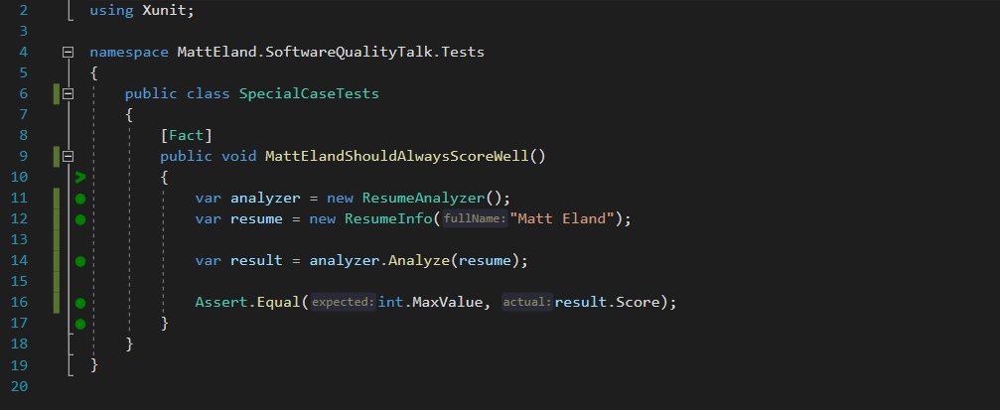 2 using Xunit;
3
4 namespace MattEland.SoftwareQualityTalk.Tests
5 {
6 public class SpecialCaseTests
7 {
8 [Fact]
9 public void MattElandShouldAlwaysScoreWell()
10 {
11 var analyzer = new ResumeAnalyzer();
12 var resume = new ResumeInfo(fullName:"Matt Eland");
13
14 var result = analyzer.Analyze(resume);
15
16 Assert.Equal(expected:int.MaxValue, actual:result.Score);
17 }
18 }
19 }
20